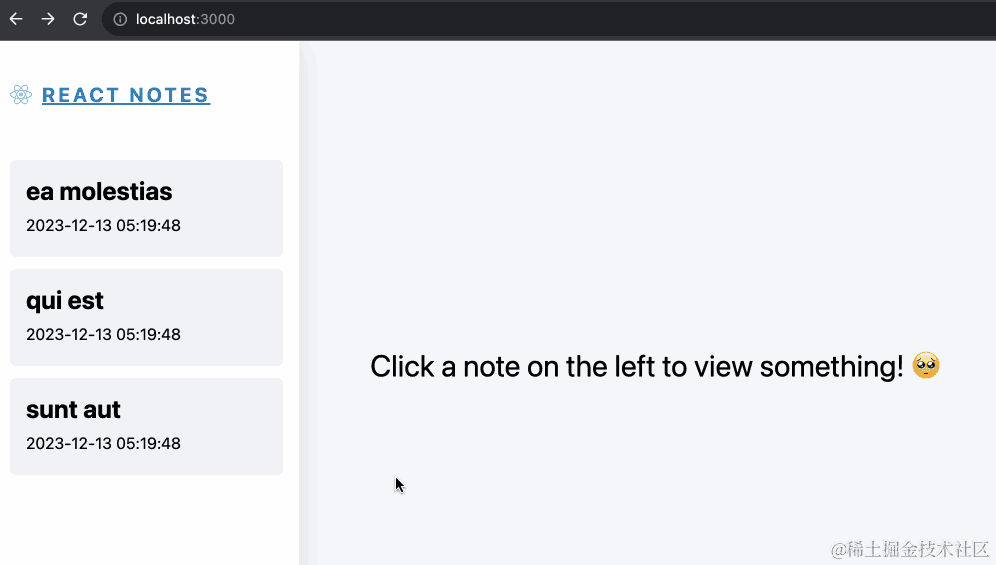 localhost:3000
REACT NOTES
ea molestias
2023-12-13 05:19:48
qui est
2023-12-13 05:19:48
sunt aut
2023-12-13 05:19:48
Click a note on the left to view something! 🥺
@稀土掘金技术社区